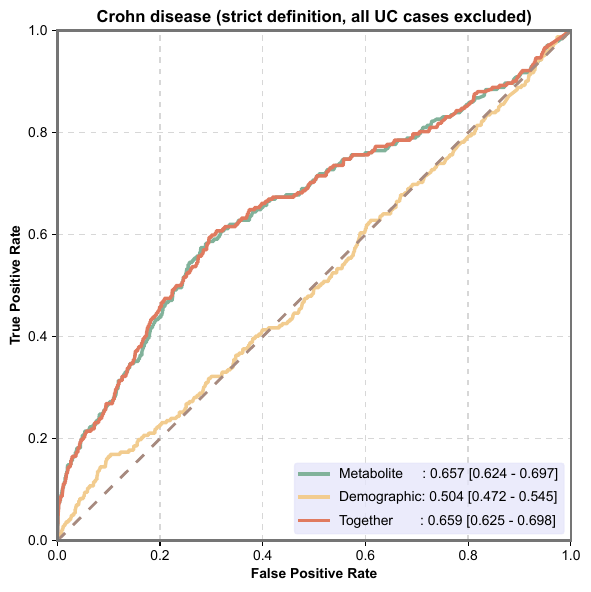 Crohn disease (strict definition, all UC cases excluded)
1.0
0.8
0.6
0.4
0.2
0.0
True Positive Rate
Metabolite : 0.657 [0.624 - 0.697]
Demographic: 0.504 [0.472 - 0.545]
Together : 0.659 [0.625 - 0.698]
0.0 0.2 0.4 0.6 0.8 1.0
False Positive Rate